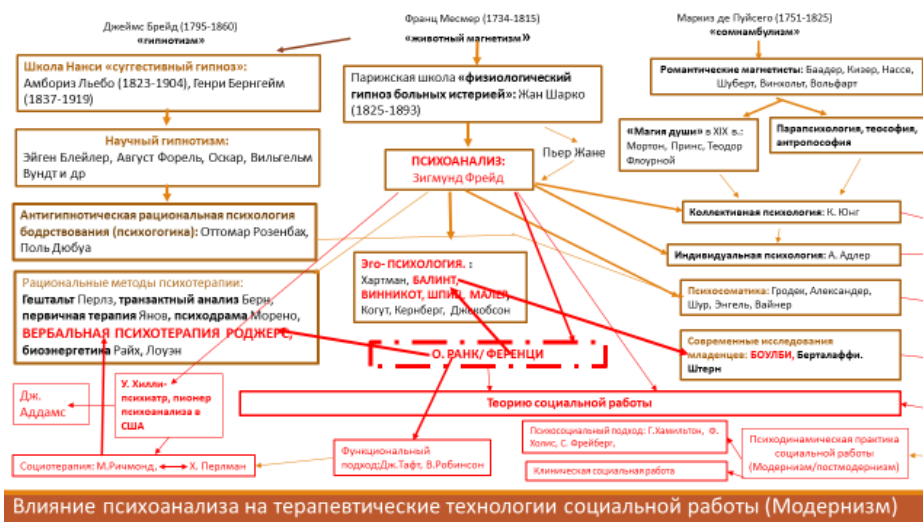 Джеймс Брейд (1795-1860)
«гипнотизм»
Франц Месмер (1734-1815)
«животный магнетизм»
Маркиз де Пуйсегo (1751-1825)
«сомнамбулизм»
Школа Нанси «суггестивный гипноз»:
Амбориз Льебо (1823-1904), Генри Бернгейм
(1837-1919)
Парижская школа «физиологический
гипноз больных истерией»: Жан Шарко
(1825-1893)
Романтические магнетисты: Баадер, Кизер, Нассе,
Шуберт, Винхольт, Вольфарт
Научный гипнотизм:
Эйген Блейлер, Август Форель, Оскар, Вильгельм
Вундт и др
Пьер Жане
«Магия души» в XIX в.:
Мортон, Принс, Теодор
Флоурной
Парапсихология, теософия,
антропософия
ПСИХОАНАЛИЗ:
Зигмунд Фрейд
Антигипнотическая рациональная психология
бодрствования (психогогика): Оттомар Розенбах,
Поль Дюбуа
Коллективная психология: К. Юнг
Индивидуальная психология: А. Адлер
Эго- ПСИХОЛОГИЯ. :
Хартман, БАЛИНТ,
ВИННИКОТ, ШПИЦ, МАЛЕР,
Когут, Кернберг, Джекобсон
Рациональные методы психотерапии:
Гештальт Перлз, транзактный анализ Берн,
первичная терапия Янов, психодрама Морено,
ВЕРБАЛЬНАЯ ПСИХОТЕРАПИЯ РОДЖЕРС,
биоэнергетика Райх, Лоуэн
Психосоматика: Гродек, Александер,
Шур, Энгель, Вайнер
Современные исследования
младенцев: БОУЛБИ, Берталаффи.
Штерн
О. РАНК/ ФЕРЕНЦИ
Дж.
Аддамс
У. Хилли-
психиатр, пионер
психоанализа в
США
Теорию социальной работы
Психосоциальный подход: Г.Хамильтон, Ф.
Холис, С. Фрейберг,
Психодинамическая практика
социальной работы
(Модернизм/постмодернизм)
Социотерапия: М.Ричмонд, Х. Перлман
Функциональный
подход:Дж.Тафт, В.Робинсон
Клиническая социальная работа
Влияние психоанализа на терапевтические технологии социальной работы (Модернизм)